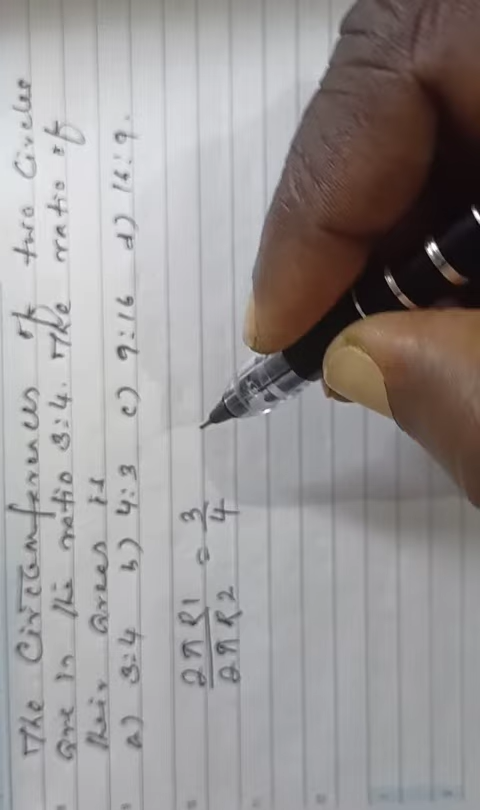 The Circumferences of two Circles
are in the ratio 3:4. The ratio of
their areas is
a) 3:4 b) 4:3 c) 9:16 d) 16:9.
2πR1/2πR2 = 3/4